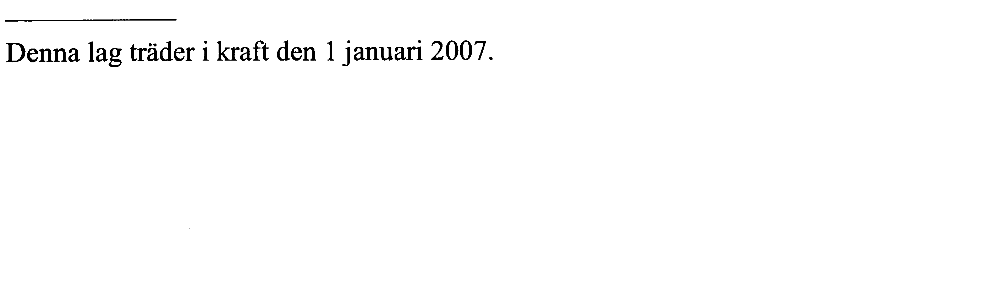 Denna lag träder i kraft den 1 januari 2007.